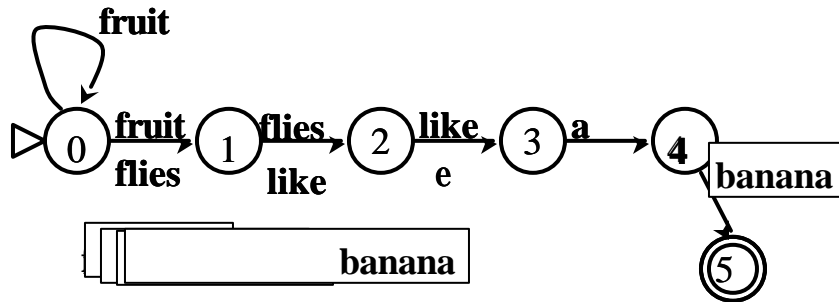 fruit
0 fruit 1 flies 2 like 3 a 4
flies like e
banana
banana
5